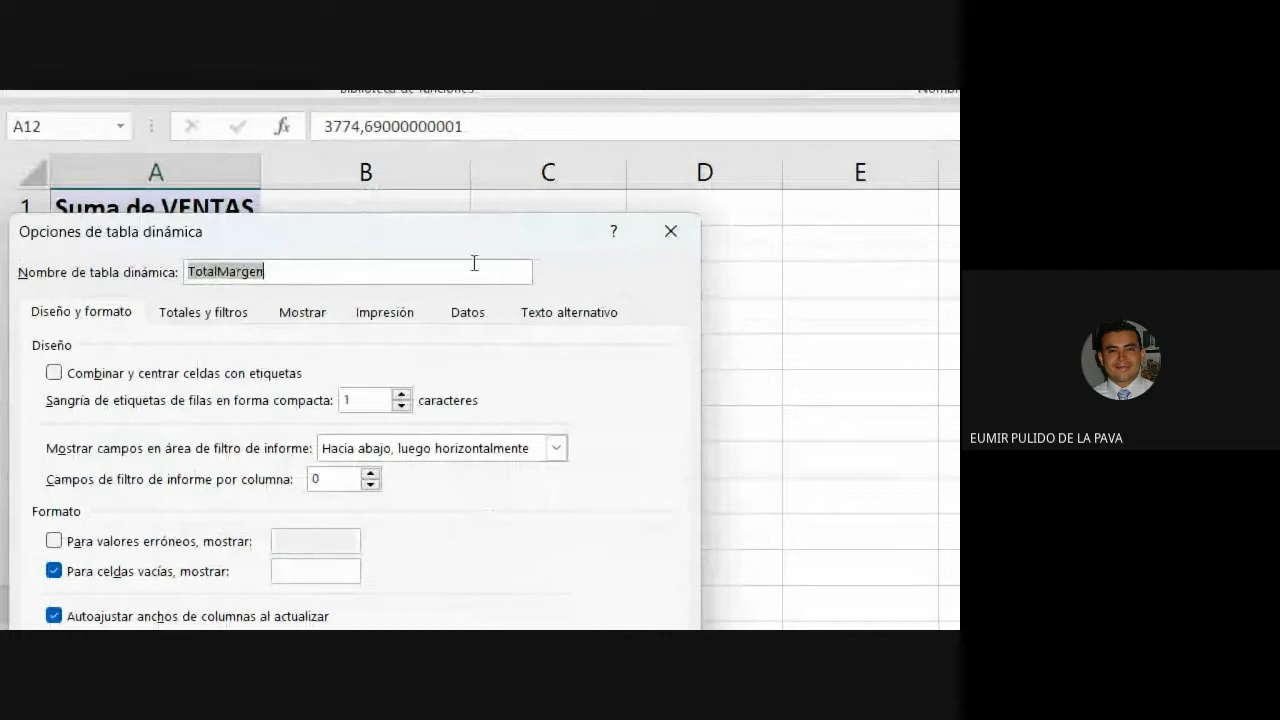 Biblioteca de funciones
A12
fx
3774,69000000001
A B C D E
1 Suma de VENTAS
Opciones de tabla dinámica ?
Nombre de tabla dinámica: TotalMargen
Diseño y formato Totales y filtros Mostrar Impresión Datos Texto alternativo
Diseño
Combinar y centrar celdas con etiquetas
Sangría de etiquetas de filas en forma compacta: 1 caracteres
Mostrar campos en área de filtro de informe: Hacia abajo, luego horizontalmente
Campos de filtro de informe por columna: 0
Formato
Para valores erróneos, mostrar:
Para celdas vacías, mostrar:
Autoajustar anchos de columnas al actualizar
EUMIR PULIDO DE LA PAVA